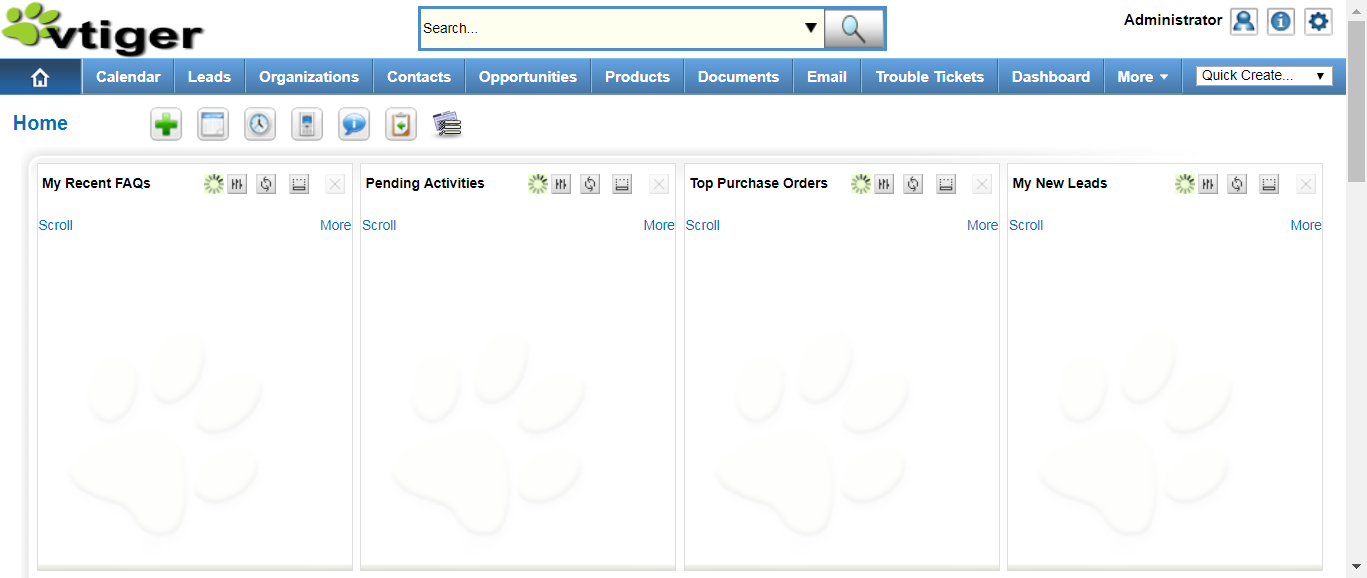 vtiger
Search...
Administrator
Calendar Leads Organizations Contacts Opportunities Products Documents Email Trouble Tickets Dashboard More Quick Create...
Home
My Recent FAQs Pending Activities Top Purchase Orders My New Leads
Scroll More Scroll More Scroll More Scroll More